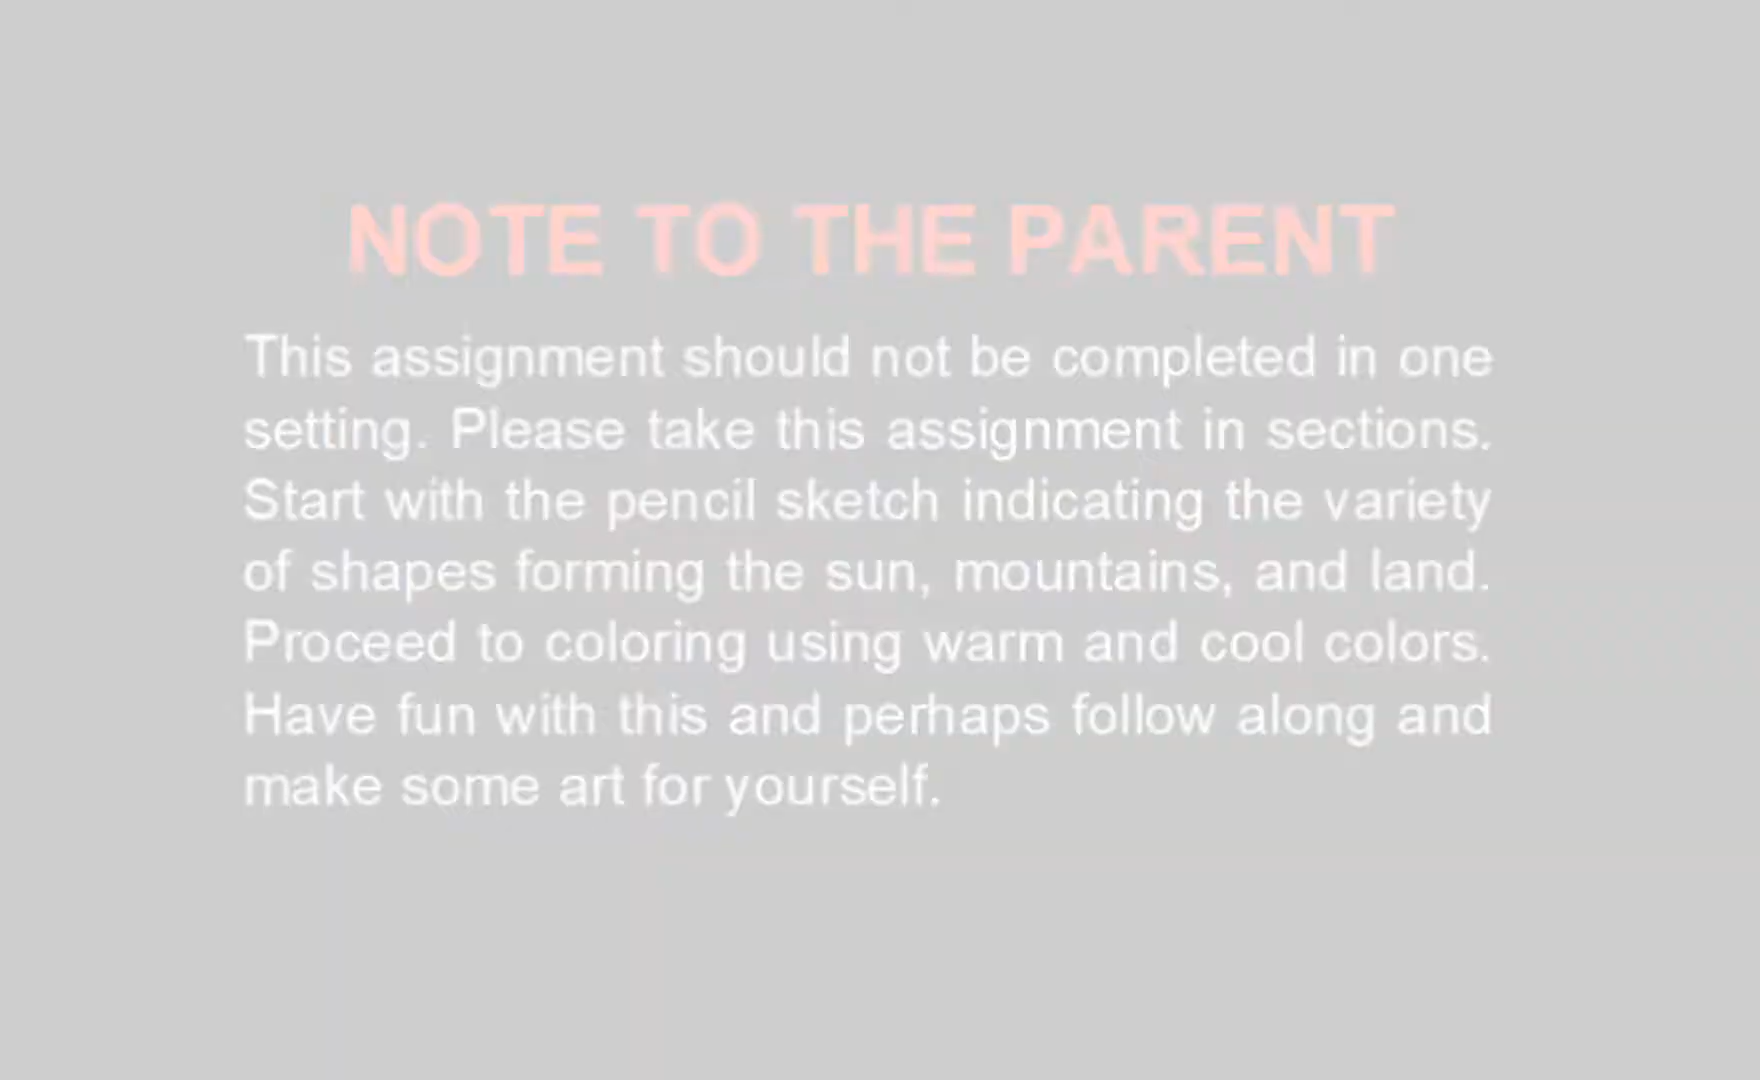 NOTE TO THE PARENT
This assignment should not be completed in one
setting. Please take this assignment in sections.
Start with the pencil sketch indicating the variety
of shapes forming the sun, mountains, and land.
Proceed to coloring using warm and cool colors.
Have fun with this and perhaps follow along and
make some art for yourself.